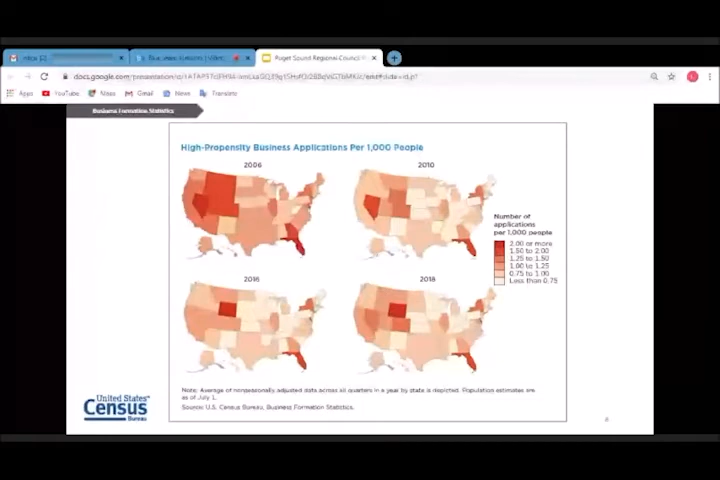 Puget Sound Regional Council
Apps YouTube Maps Gmail News Translate
Business Formation Statistics
High-Propensity Business Applications Per 1,000 People
2006 2010
Number of
applications
per 1,000 people
2.00 or more
1.50 to 2.00
1.25 to 1.50
1.00 to 1.25
0.75 to 1.00
Less than 0.75
2018
Note: Average of nonseasonally adjusted data across all quarters in a year by state is depicted. Population estimates are
as of July 1.
Source: U.S. Census Bureau, Business Formation Statistics.
United States
Census
Bureau